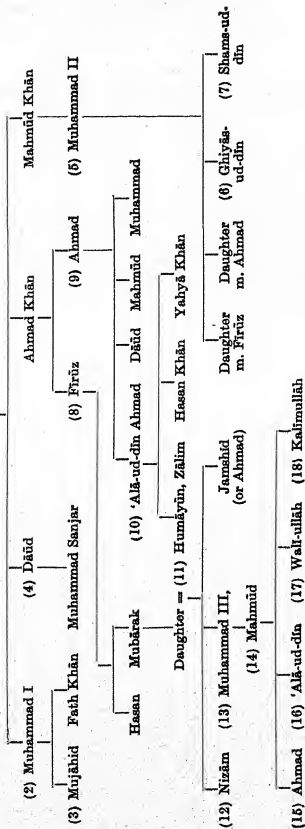 (2) Muhammad I (4) Dāūd Ahmad Khān Mahmūd Khān
(3) Mujāhid Fath Khān Muhammad Sanjar (8) Fīrūz (9) Ahmad (5) Muhammad II
Hasan Mubārak (10) ‘Alā-ud-dīn Ahmad Dāūd Mahmūd Muhammad
Daughter = (11) Humāyūn, Zālim Hasan Khān Yahyā Khān
Daughter Daughter (6) Ghiyās- (7) Shams-ud-
m. Fīrūz m. Ahmad ud-dīn dīn
(12) Nizām (13) Muhammad III, Jamshīd
(or Ahmad)
(14) Mahmūd
(15) Ahmad (16) ‘Alā-ud-dīn (17) Walī-ullāh (18) Kalīmullāh